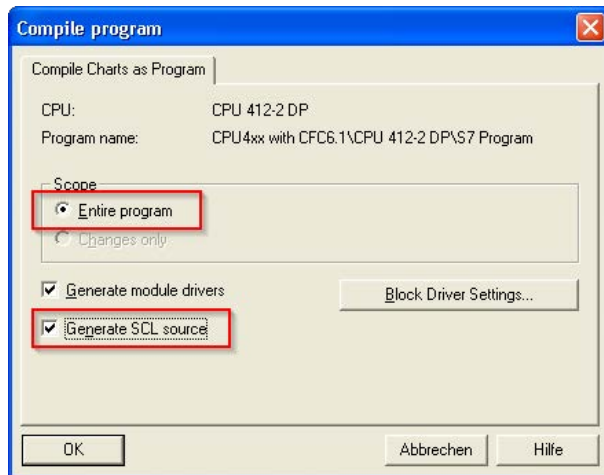 Compile program
Compile Charts as Program
CPU: CPU 412-2 DP
Program name: CPU4xx with CFC6.1\CPU 412-2 DP\S7 Program
Scope
Entire program
Changes only
Generate module drivers
Block Driver Settings...
Generate SCL source
OK Abbrechen Hilfe